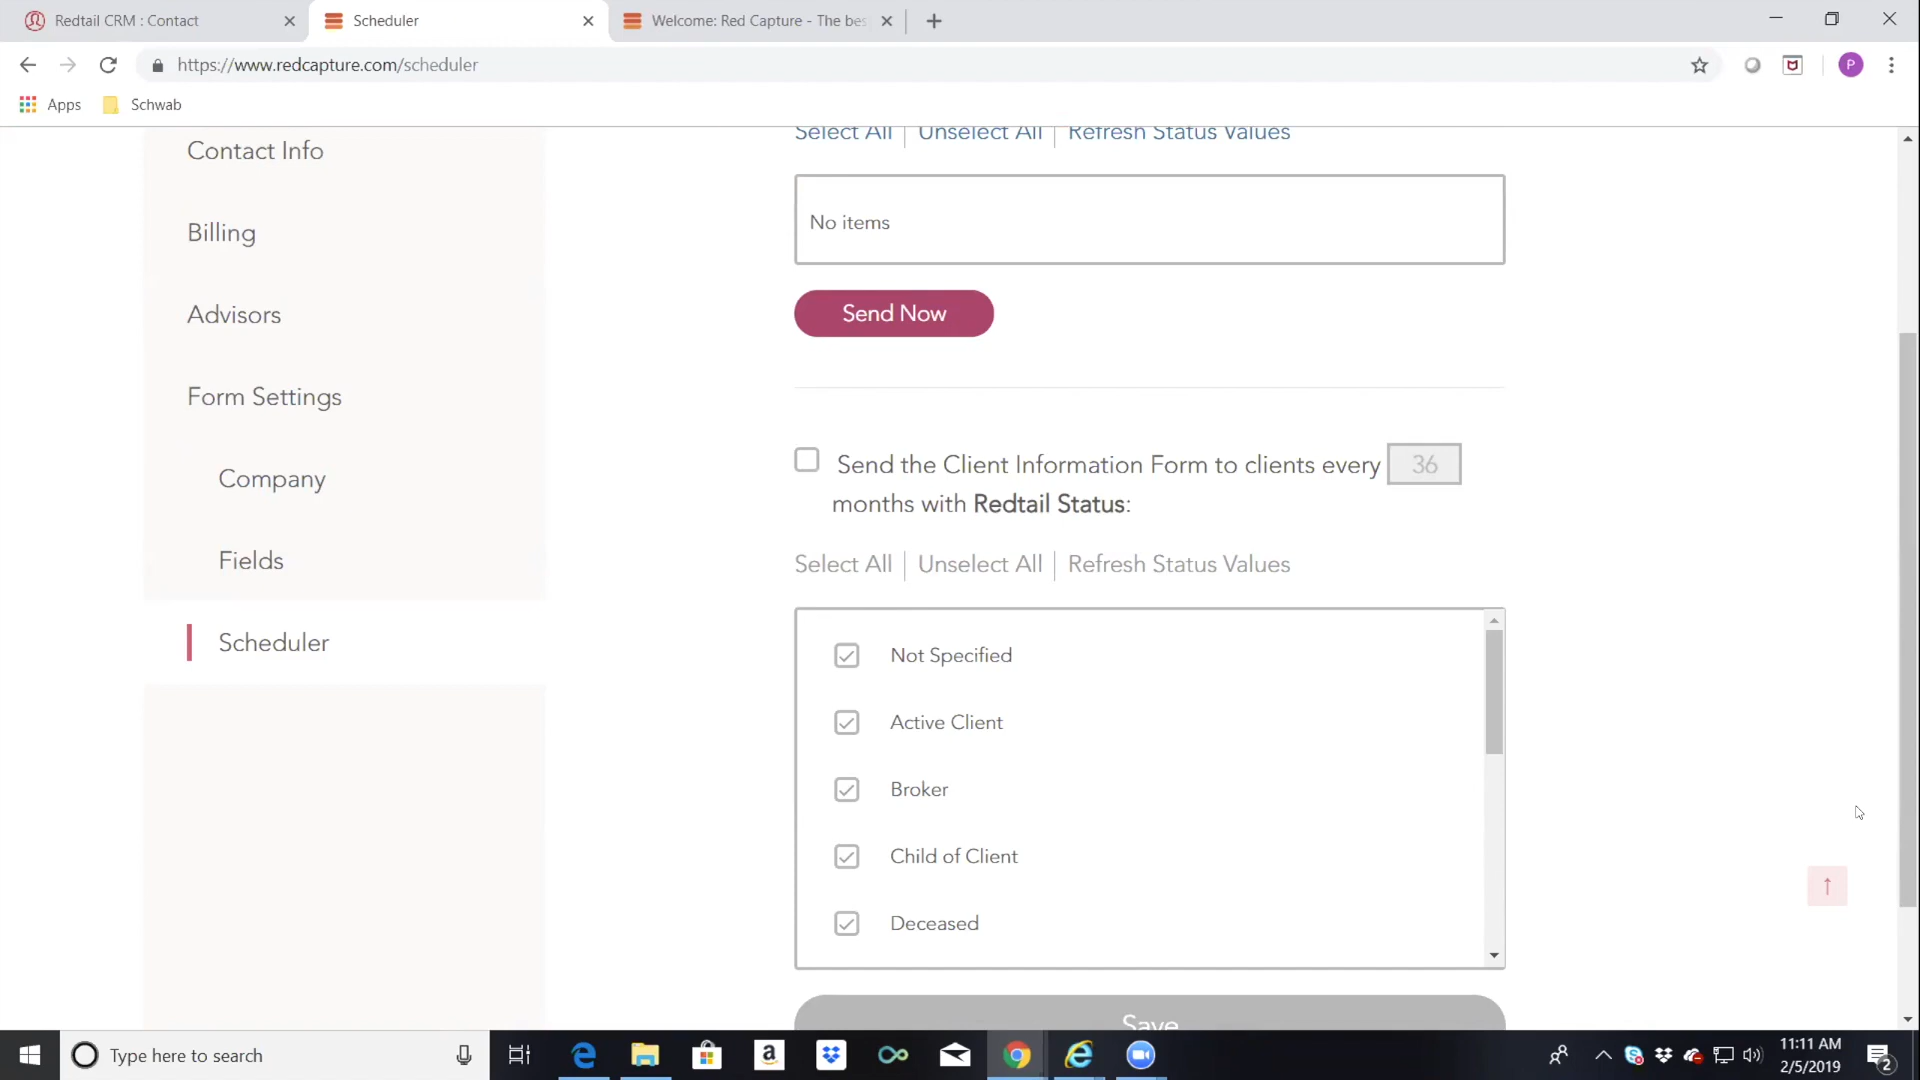 Redtail CRM : Contact
Scheduler
Welcome: Red Capture - The bes
https://www.redcapture.com/scheduler
P
Apps
Schwab
Contact Info
Billing
Advisors
Form Settings
Company
Fields
Scheduler
Select All | Unselect All | Refresh Status Values
No items
Send Now
Send the Client Information Form to clients every 36
months with Redtail Status:
Select All | Unselect All | Refresh Status Values
Not Specified
Active Client
Broker
Child of Client
Deceased
Save
Type here to search
11:11 AM
2/5/2019
2